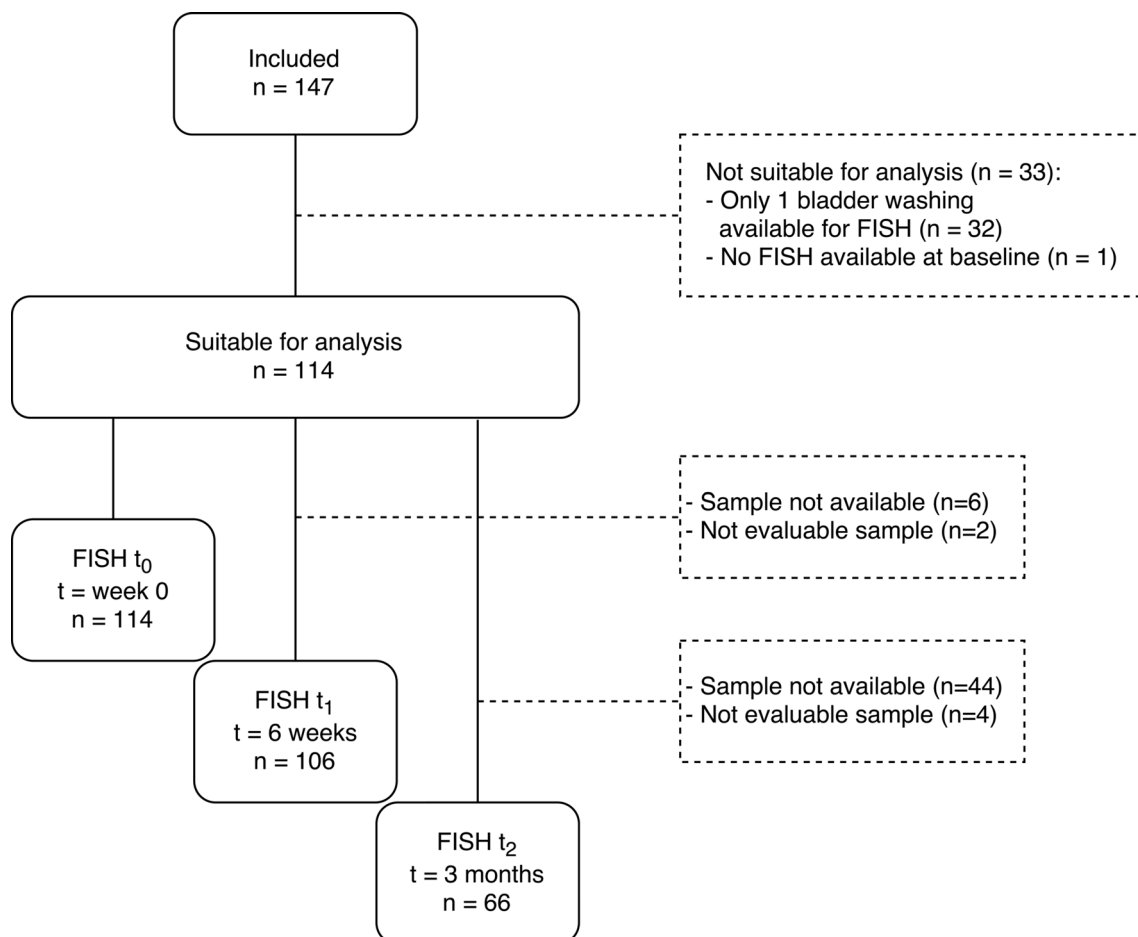 Included
n = 147
Not suitable for analysis (n = 33):
- Only 1 bladder washing
available for FISH (n = 32)
- No FISH available at baseline (n = 1)
Suitable for analysis
n = 114
- Sample not available (n=6)
- Not evaluable sample (n=2)
FISH t0
t = week 0
n = 114
- Sample not available (n=44)
- Not evaluable sample (n=4)
FISH t1
t = 6 weeks
n = 106
FISH t2
t = 3 months
n = 66